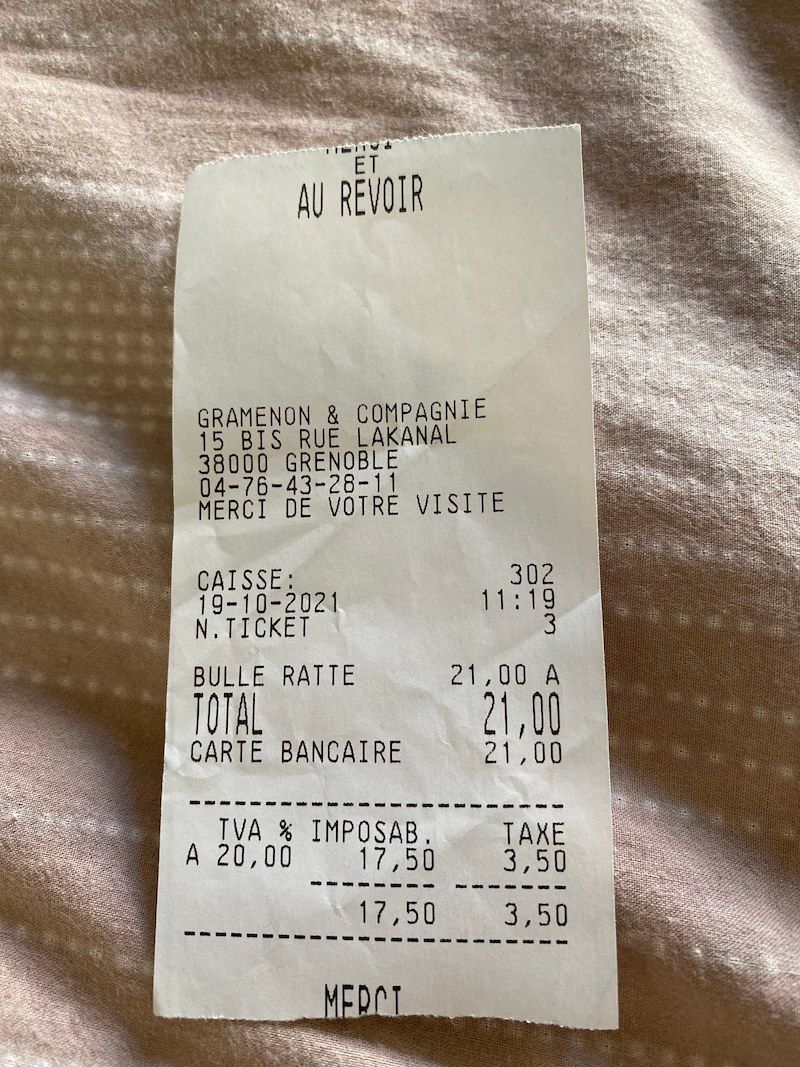 MERCI
ET
AU REVOIR
GRAMENON & COMPAGNIE
15 BIS RUE LAKANAL
38000 GRENOBLE
04-76-43-28-11
MERCI DE VOTRE VISITE
CAISSE: 302
19-10-2021 11:19
N.TICKET 3
BULLE RATTE 21,00 A
TOTAL 21,00
CARTE BANCAIRE 21,00
TVA % IMPOSAB. TAXE
A 20,00 17,50 3,50
17,50 3,50
MERCI